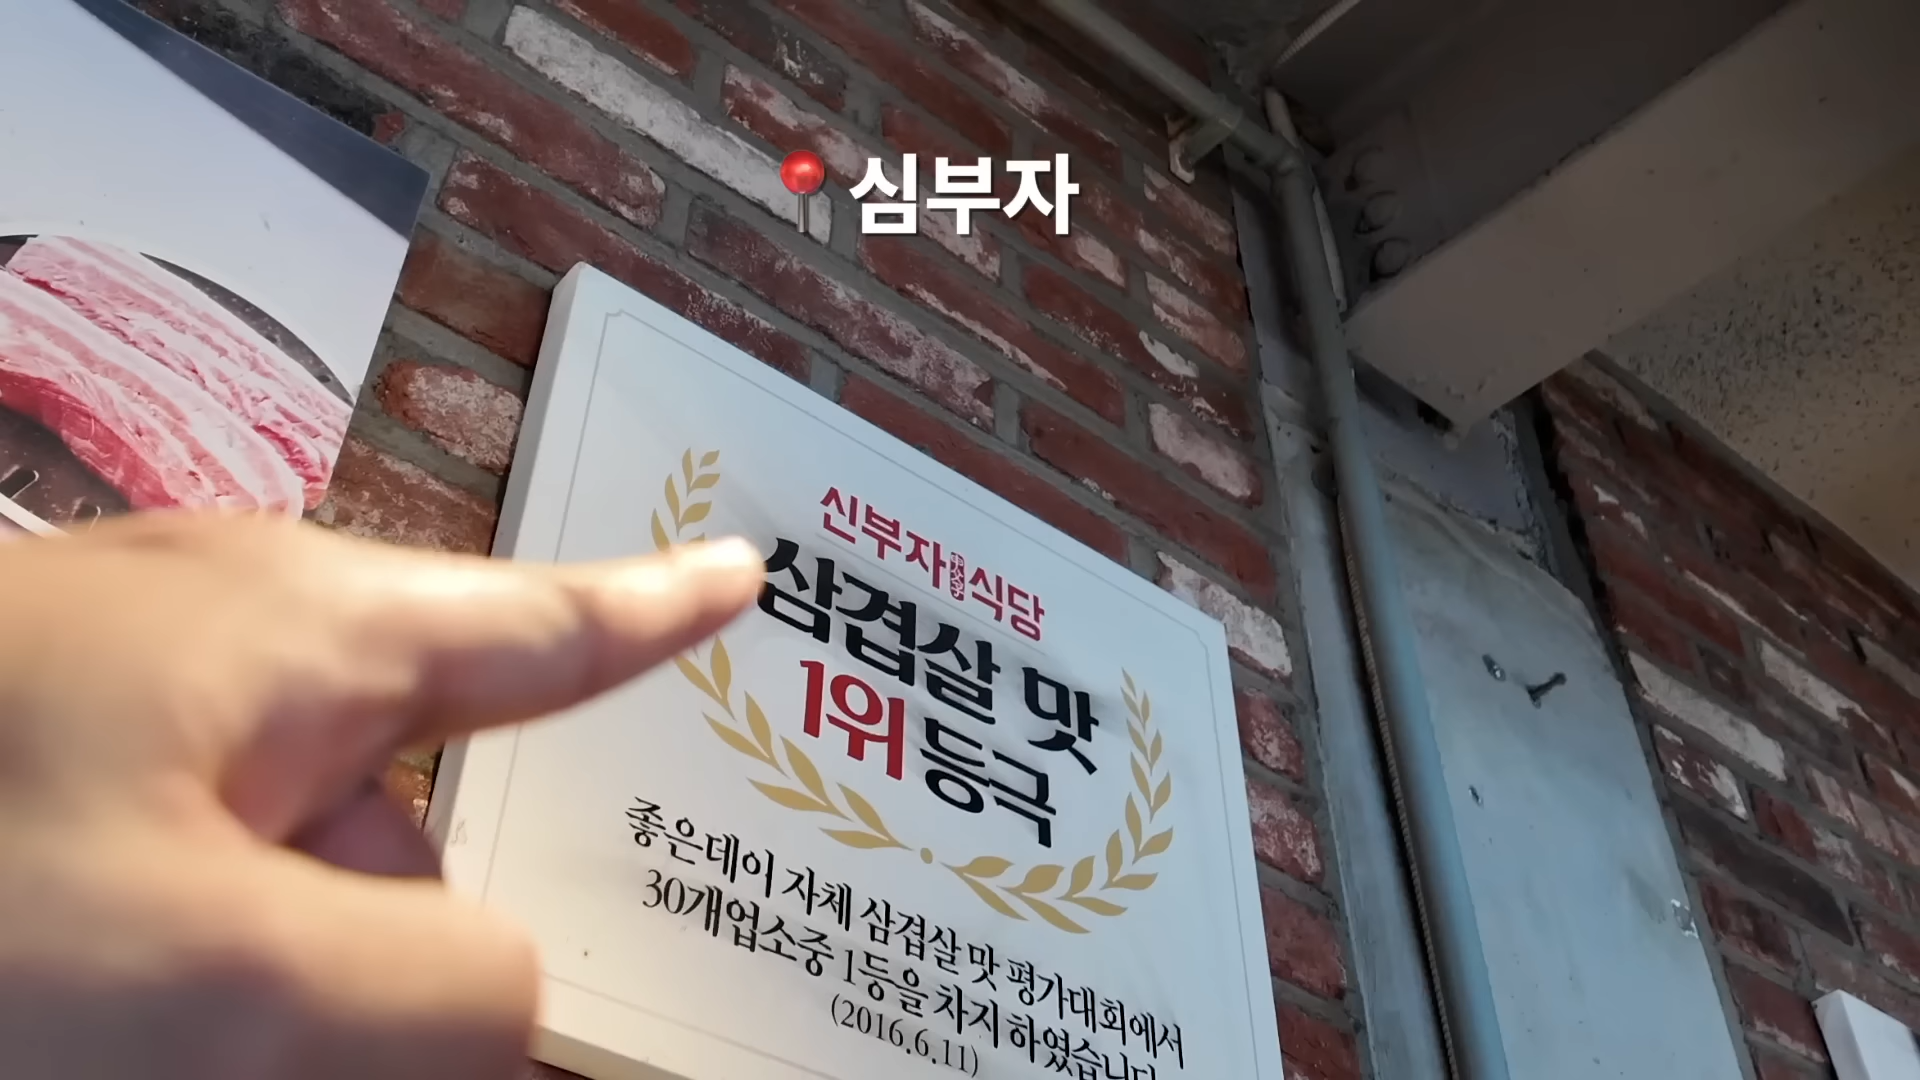 심부자
신부자식당
삼겹살 맛
1위 등극
좋은데이 자체 삼겹살 맛 평가대회에서
30개업소중 1등을 차지 하였습니다
(2016.6.11)